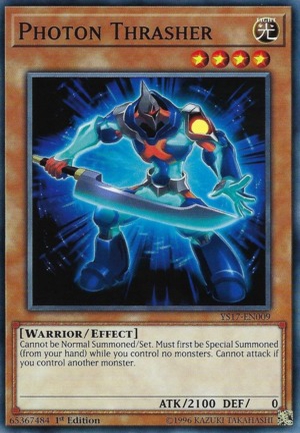 PHOTON THRASHER
光
YS17-EN009
[WARRIOR/EFFECT]
Cannot be Normal Summoned/Set. Must first be Special Summoned
(from your hand) while you control no monsters. Cannot attack if
you control another monster.
ATK/2100 DEF/ 0
65367484 1st Edition ©1996 KAZUKI TAKAHASHI